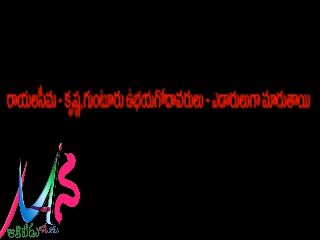 రాయలసీమ - కృష్ణ,గుంటూరు ఉభయగోదావరులు - ఎడారులుగా మారుతాయి